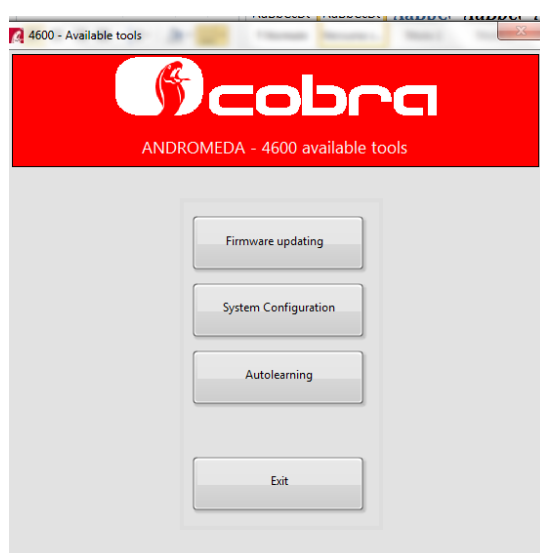 4600 - Available tools
cobra
ANDROMEDA - 4600 available tools
Firmware updating
System Configuration
Autolearning
Exit